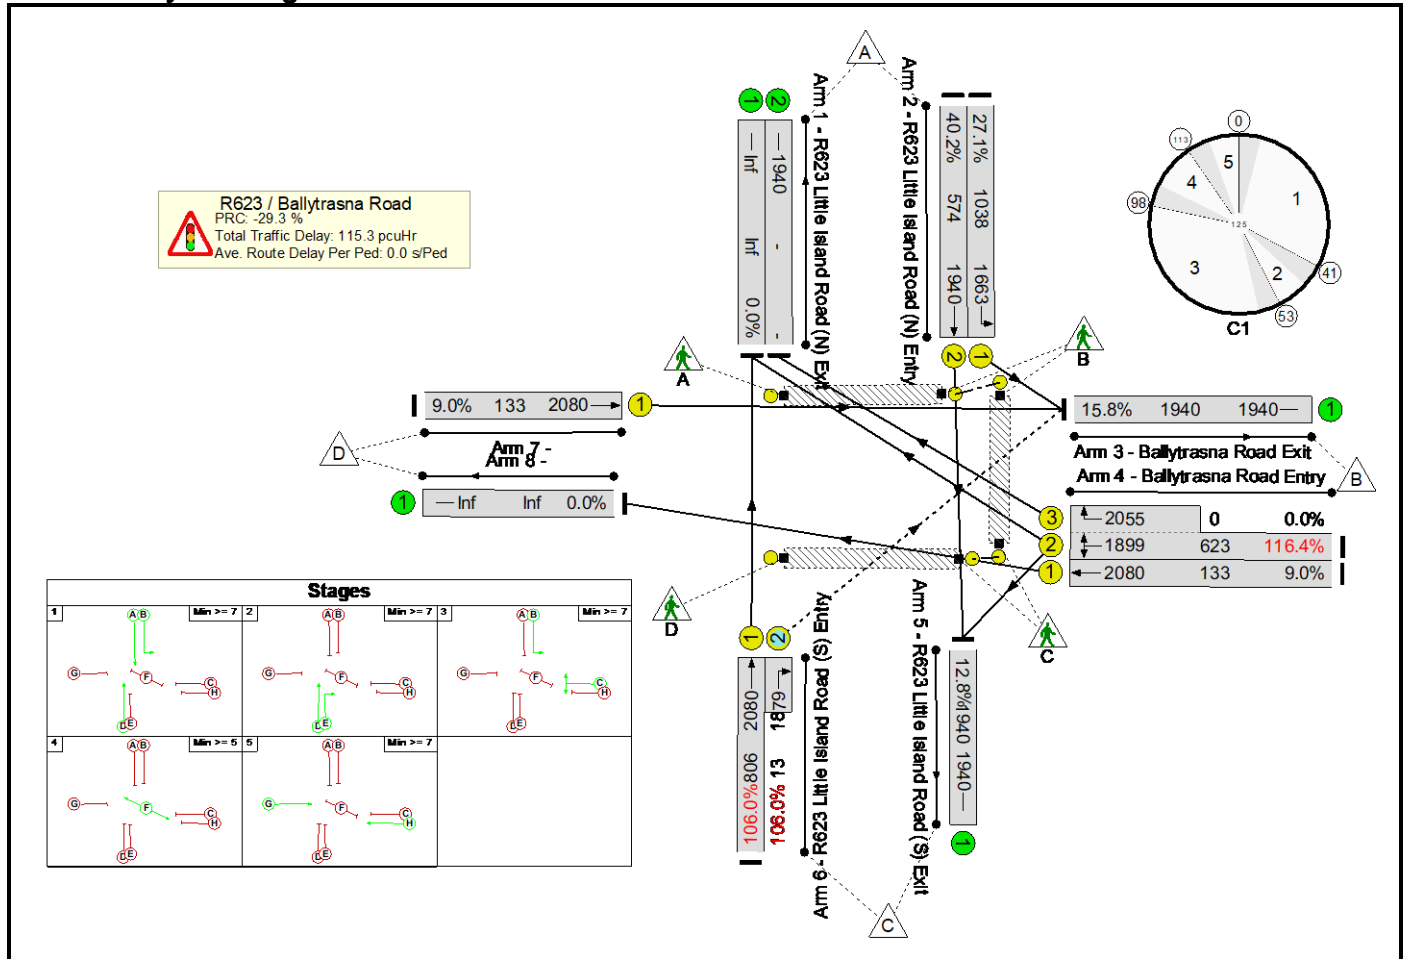 A
R623 / Ballytrasna Road
PRC: -29.3 %
Total Traffic Delay: 115.3 pcuHr
Ave. Route Delay Per Ped: 0.0 s/Ped
1
2
Inf Inf 0.0%
1940 - -
Arm 1 - R623 Little Island Road (N) Exit
Arm 2 - R623 Little Island Road (N) Entry
40.2% 574 1940
27.1% 1038 1663
2
1
0
113
98
41
53
5
4
1
3
2
125
C1
A
B
9.0% 133 2080
1
D
Arm 7 -
Arm 8 -
1
Inf Inf 0.0%
15.8% 1940 1940
1
Arm 3 - Ballytrasna Road Exit
Arm 4 - Ballytrasna Road Entry
B
3
2055 0 0.0%
2
1899 623 116.4%
1
2080 133 9.0%
D
C
1
2
106.0% 806 2080
106.0% 13
Arm 6 - R623 Little Island Road (S) Entry
Arm 5 - R623 Little Island Road (S) Exit
12.8% 1940 1940
1
C
Stages
1 Min >= 7
A B
G F C H
D E
2 Min >= 7
A B
G F C H
D E
3 Min >= 7
A B
G F C H
D E
4 Min >= 5
A B
G F C H
D E
5 Min >= 7
A B
G F C H
D E